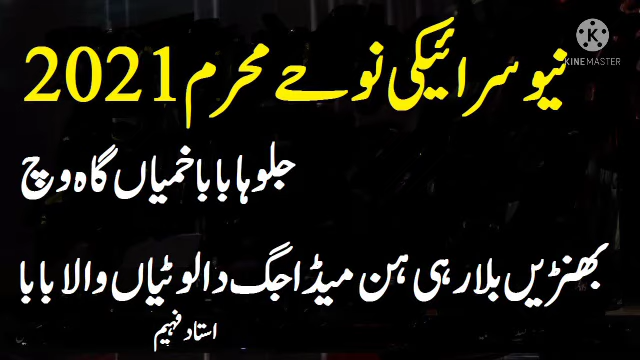 KINEMASTER
نیو سرائیکی نوحے محرم 2021
جلوہا بابا خمیاں گاہ وچ
بھنڑیں بلا رہی ہن میڈا جگ دا لوٹیاں والا بابا
استاد فہیم